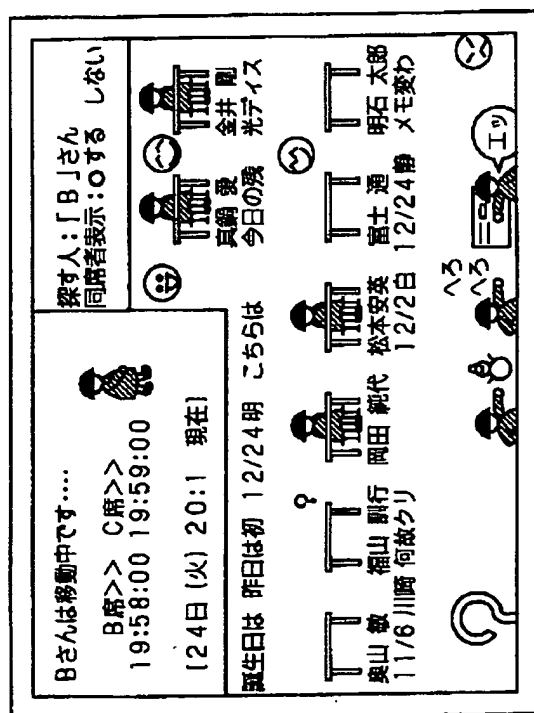 Bさんは移動中です‥‥
B席>> C席>>
19:58:00 19:59:00
[24日(火) 20:1 現在]
探す人:「B」さん
同席者表示:○する しない
誕生日は 昨日は初 12/24明 こちらは
真鍋 愛
今日の残
金井 剛
光ディス
奥山 敏
11/6 川崎
福山 訓行
何故クリ
岡田 純代
松本安英
12/2白
富士 通
12/24静
明石 太郎
メモ変わ
へろ
へろ
エッ